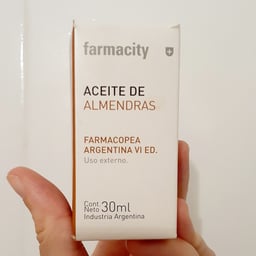 farmacity
ACEITE DE
ALMENDRAS
FARMACOPEA
ARGENTINA VI ED.
Uso externo.
Cont.
Neto 30ml
Industria Argentina